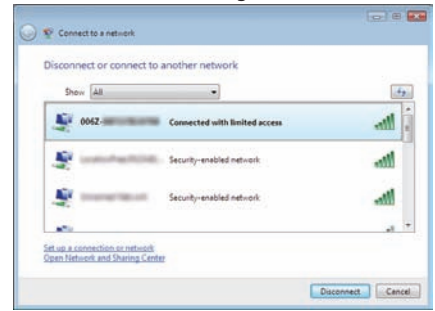 Connect to a network
Disconnect or connect to another network
Show All
006Z- Connected with limited access
Security-enabled network
Security-enabled network
Set up a connection or network
Open Network and Sharing Center
Disconnect Cancel